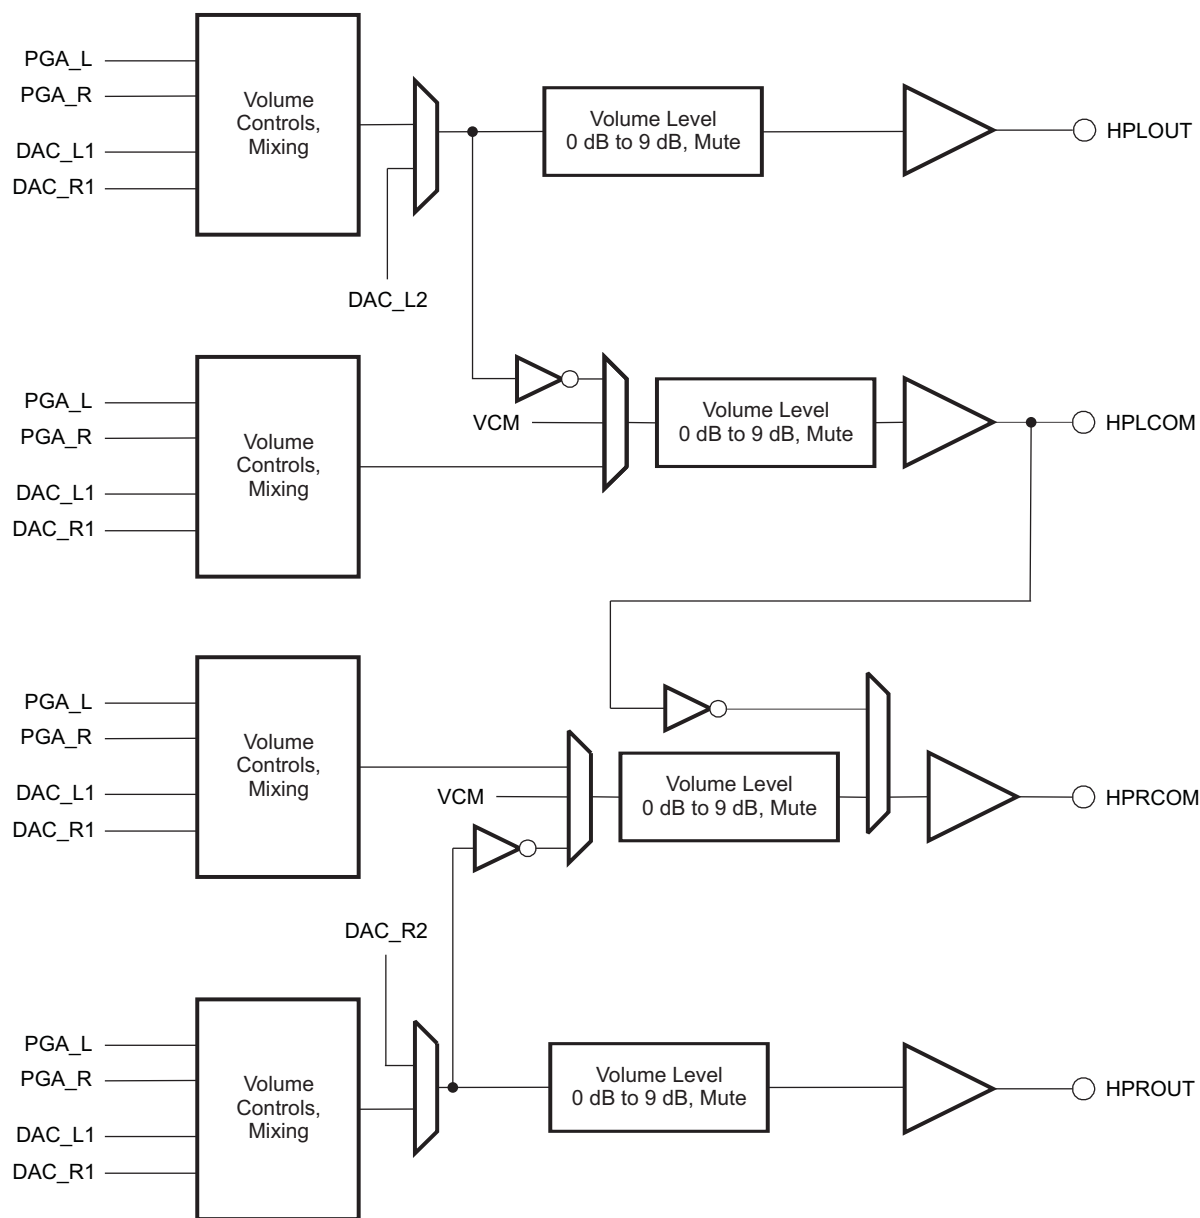 PGA_L
PGA_R
DAC_L1
DAC_R1
Volume
Controls,
Mixing
DAC_L2
Volume Level
0 dB to 9 dB, Mute
HPLOUT
PGA_L
PGA_R
DAC_L1
DAC_R1
Volume
Controls,
Mixing
VCM
Volume Level
0 dB to 9 dB, Mute
HPLCOM
PGA_L
PGA_R
DAC_L1
DAC_R1
Volume
Controls,
Mixing
VCM
Volume Level
0 dB to 9 dB, Mute
HPRCOM
DAC_R2
PGA_L
PGA_R
DAC_L1
DAC_R1
Volume
Controls,
Mixing
Volume Level
0 dB to 9 dB, Mute
HPROUT